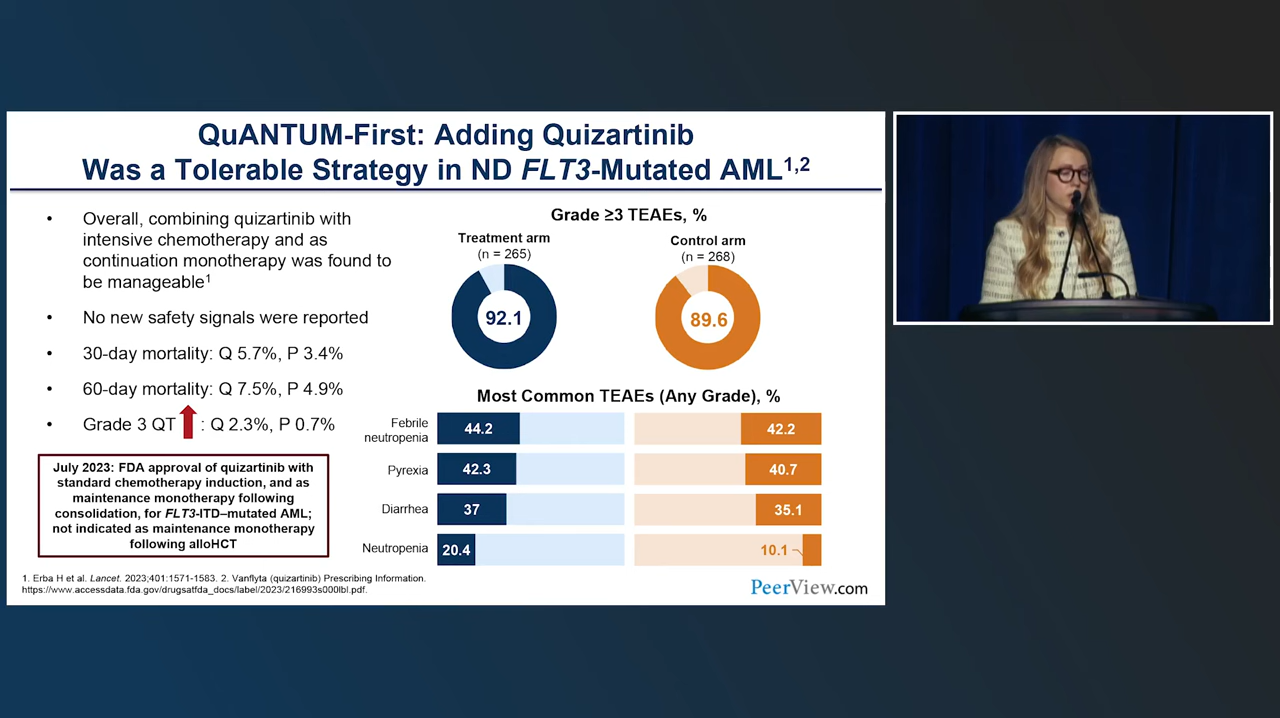 QuANTUM-First: Adding Quizartinib
Was a Tolerable Strategy in ND FLT3-Mutated AML1,2
• Overall, combining quizartinib with
intensive chemotherapy and as
continuation monotherapy was found to
be manageable1
• No new safety signals were reported
• 30-day mortality: Q 5.7%, P 3.4%
• 60-day mortality: Q 7.5%, P 4.9%
• Grade 3 QT : Q 2.3%, P 0.7%
July 2023: FDA approval of quizartinib with
standard chemotherapy induction, and as
maintenance monotherapy following
consolidation, for FLT3-ITD–mutated AML;
not indicated as maintenance monotherapy
following alloHCT
Grade ≥3 TEAEs, %
Treatment arm
(n = 265)
92.1
Control arm
(n = 268)
89.6
Most Common TEAEs (Any Grade), %
Febrile
neutropenia
44.2
42.2
Pyrexia
42.3
40.7
Diarrhea
37
35.1
Neutropenia
20.4
10.1
1. Erba H et al. Lancet. 2023;401:1571-1583. 2. Vanflyta (quizartinib) Prescribing Information.
https://www.accessdata.fda.gov/drugsatfda_docs/label/2023/216993s000lbl.pdf.
PeerView.com